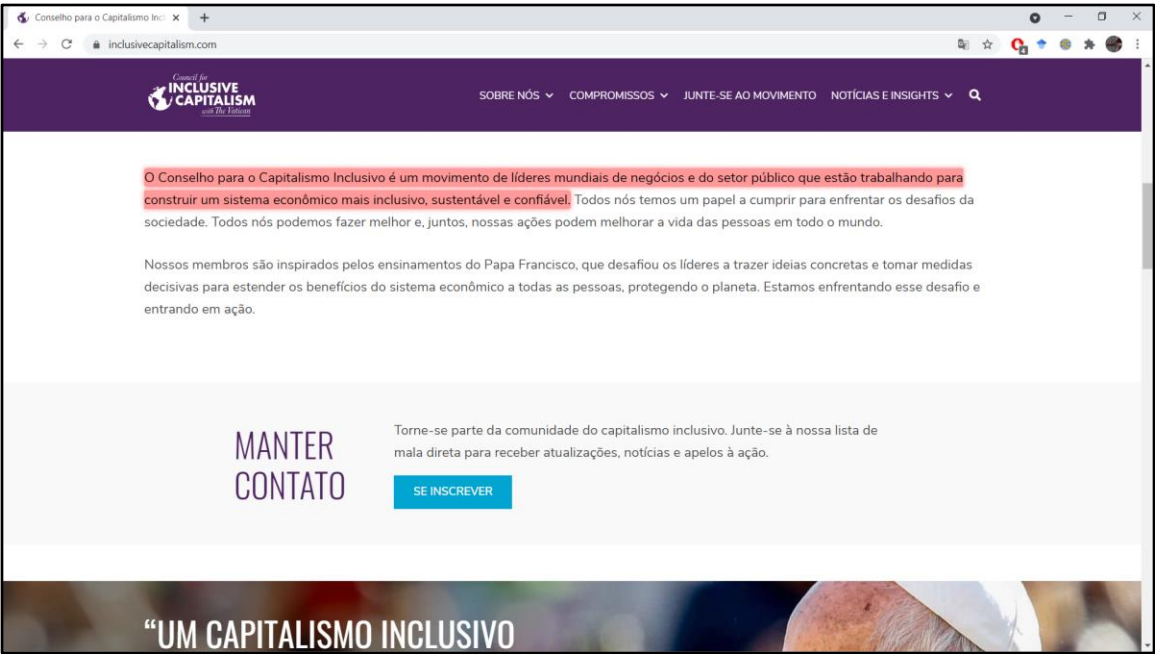 Conselho para o Capitalismo Incl
inclusivecapitalism.com
Council for
INCLUSIVE
CAPITALISM
with The Vatican
SOBRE NÓS COMPROMISSOS JUNTE-SE AO MOVIMENTO NOTÍCIAS E INSIGHTS
O Conselho para o Capitalismo Inclusivo é um movimento de líderes mundiais de negócios e do setor público que estão trabalhando para
construir um sistema econômico mais inclusivo, sustentável e confiável. Todos nós temos um papel a cumprir para enfrentar os desafios da
sociedade. Todos nós podemos fazer melhor e, juntos, nossas ações podem melhorar a vida das pessoas em todo o mundo.
Nossos membros são inspirados pelos ensinamentos do Papa Francisco, que desafiou os líderes a trazer ideias concretas e tomar medidas
decisivas para estender os benefícios do sistema econômico a todas as pessoas, protegendo o planeta. Estamos enfrentando esse desafio e
entrando em ação.
MANTER
CONTATO
Torne-se parte da comunidade do capitalismo inclusivo. Junte-se à nossa lista de
mala direta para receber atualizações, notícias e apelos à ação.
SE INSCREVER
“UM CAPITALISMO INCLUSIVO